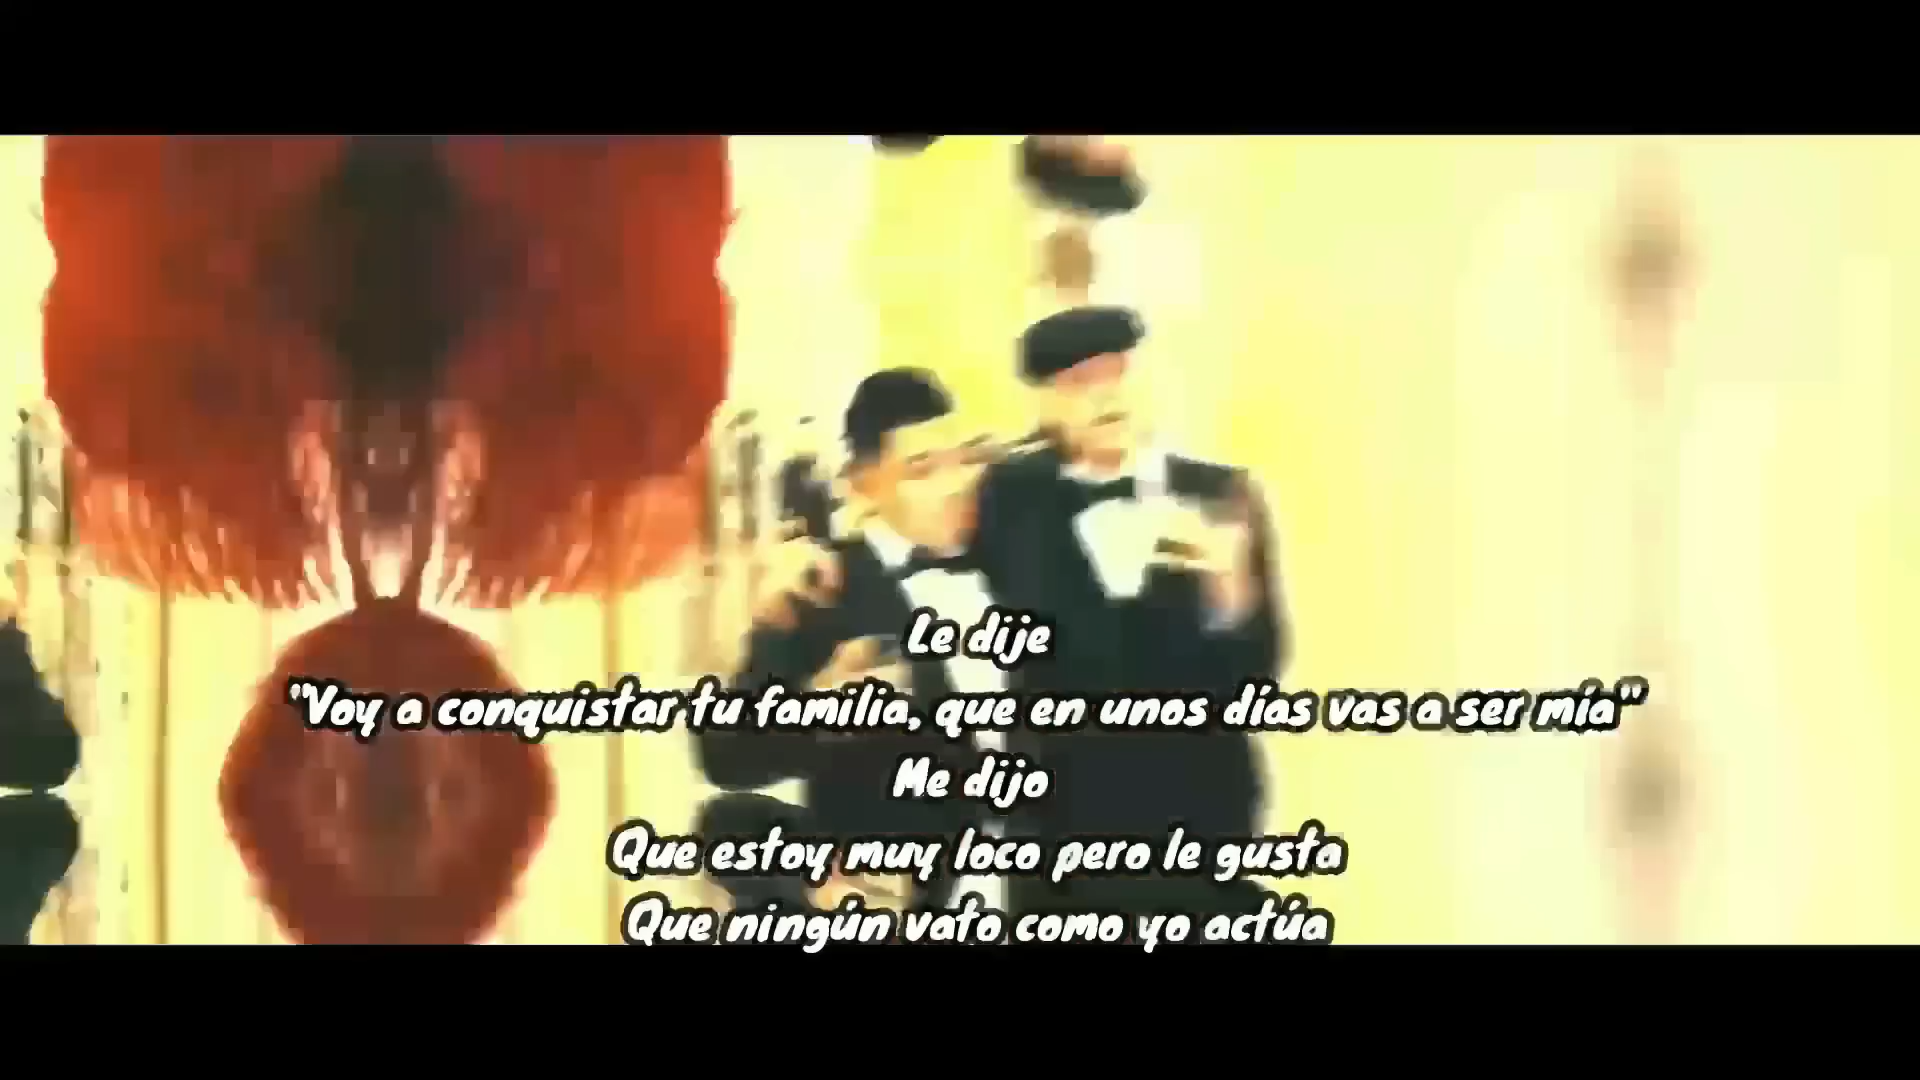 Le dije
"Voy a conquistar tu familia, que en unos días vas a ser mía"
Me dijo
Que estoy muy loco pero le gusta
Que ningún vato como yo actúa